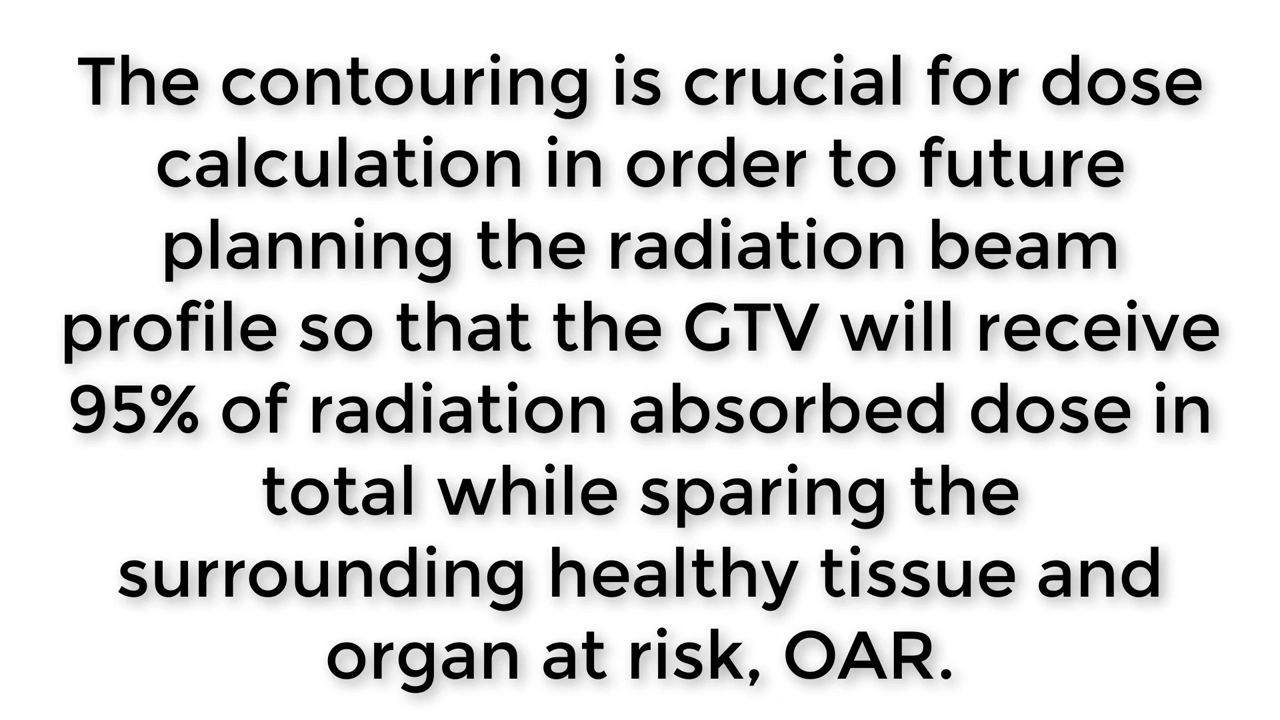 The contouring is crucial for dose
calculation in order to future
planning the radiation beam
profile so that the GTV will receive
95% of radiation absorbed dose in
total while sparing the
surrounding healthy tissue and
organ at risk, OAR.